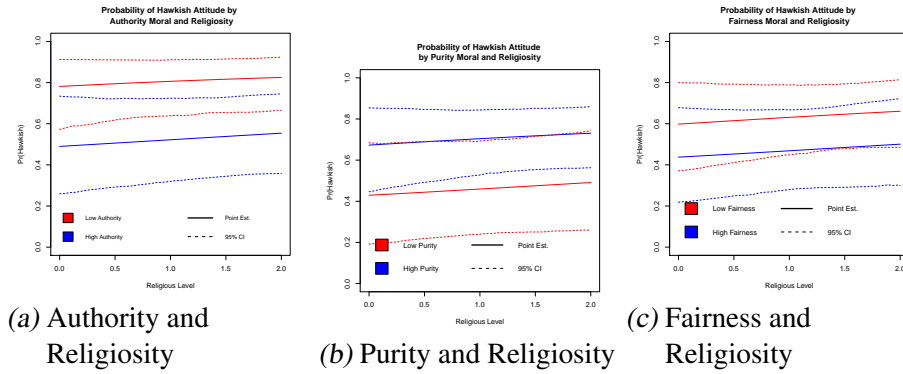 Probability of Hawkish Attitude by
Authority Moral and Religiosity
Pr(Hawkish)
1.0
0.8
0.6
0.4
0.2
0.0
Low Authority
Point Est.
High Authority
95% CI
0.0
0.5
1.0
1.5
2.0
Religious Level
(a) Authority and
Religiosity
Probability of Hawkish Attitude
by Purity Moral and Religiosity
Pr(Hawkish)
1.0
0.8
0.6
0.4
0.2
0.0
Low Purity
Point Est.
High Purity
95% CI
0.0
0.5
1.0
1.5
2.0
Religious Level
(b) Purity and Religiosity
Probability of Hawkish Attitude by
Fairness Moral and Religiosity
Pr(Hawkish)
1.0
0.8
0.6
0.4
0.2
0.0
Low Fairness
Point Est.
High Fairness
95% CI
0.0
0.5
1.0
1.5
2.0
Religious Level
(c) Fairness and
Religiosity